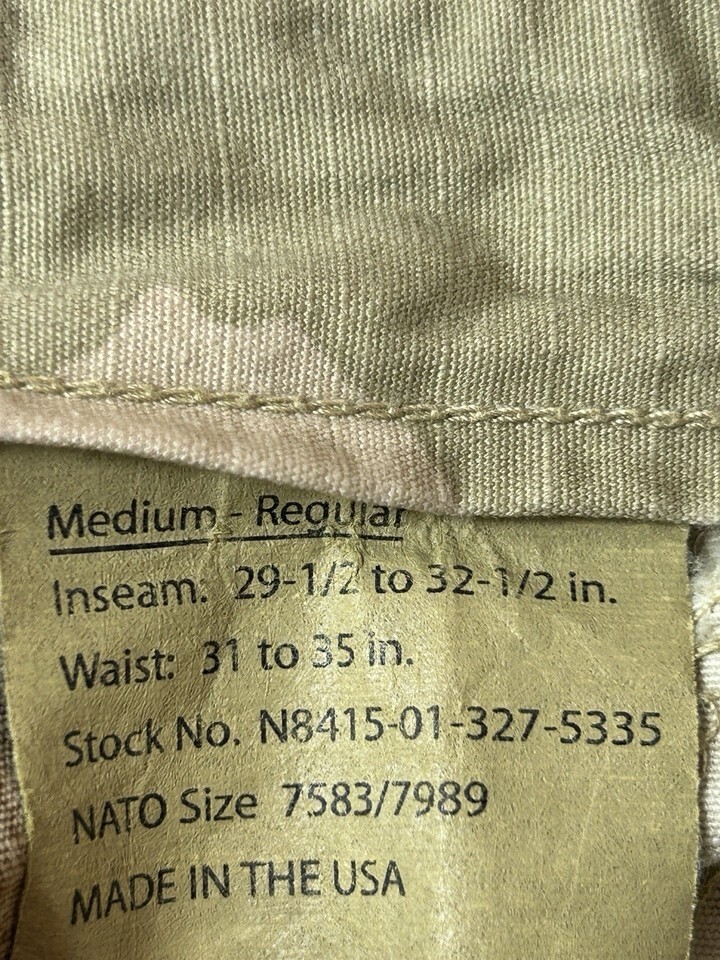 Medium - Regular
Inseam: 29-1/2 to 32-1/2 in.
Waist: 31 to 35 in.
Stock No. N8415-01-327-5335
NATO Size 7583/7989
MADE IN THE USA